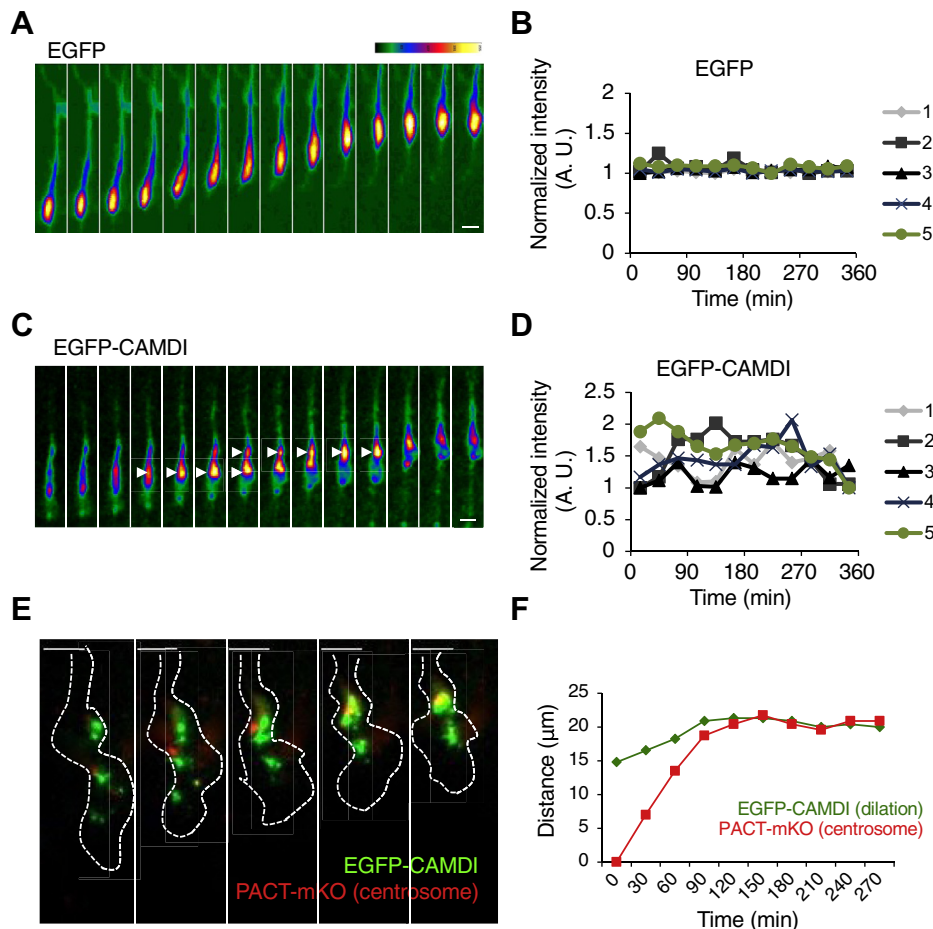 A
EGFP
B
EGFP
Normalized intensity
(A. U.)
2
1.5
1
0.5
0
0 90 180 270 360
Time (min)
1
2
3
4
5
C
EGFP-CAMDI
D
EGFP-CAMDI
Normalized intensity
(A. U.)
2.5
2
1.5
1
0.5
0
0 90 180 270 360
Time (min)
1
2
3
4
5
E
EGFP-CAMDI
PACT-mKO (centrosome)
F
Distance (µm)
25
20
15
10
5
0
0 30 60 90 120 150 180 210 240 270
Time (min)
EGFP-CAMDI (dilation)
PACT-mKO (centrosome)